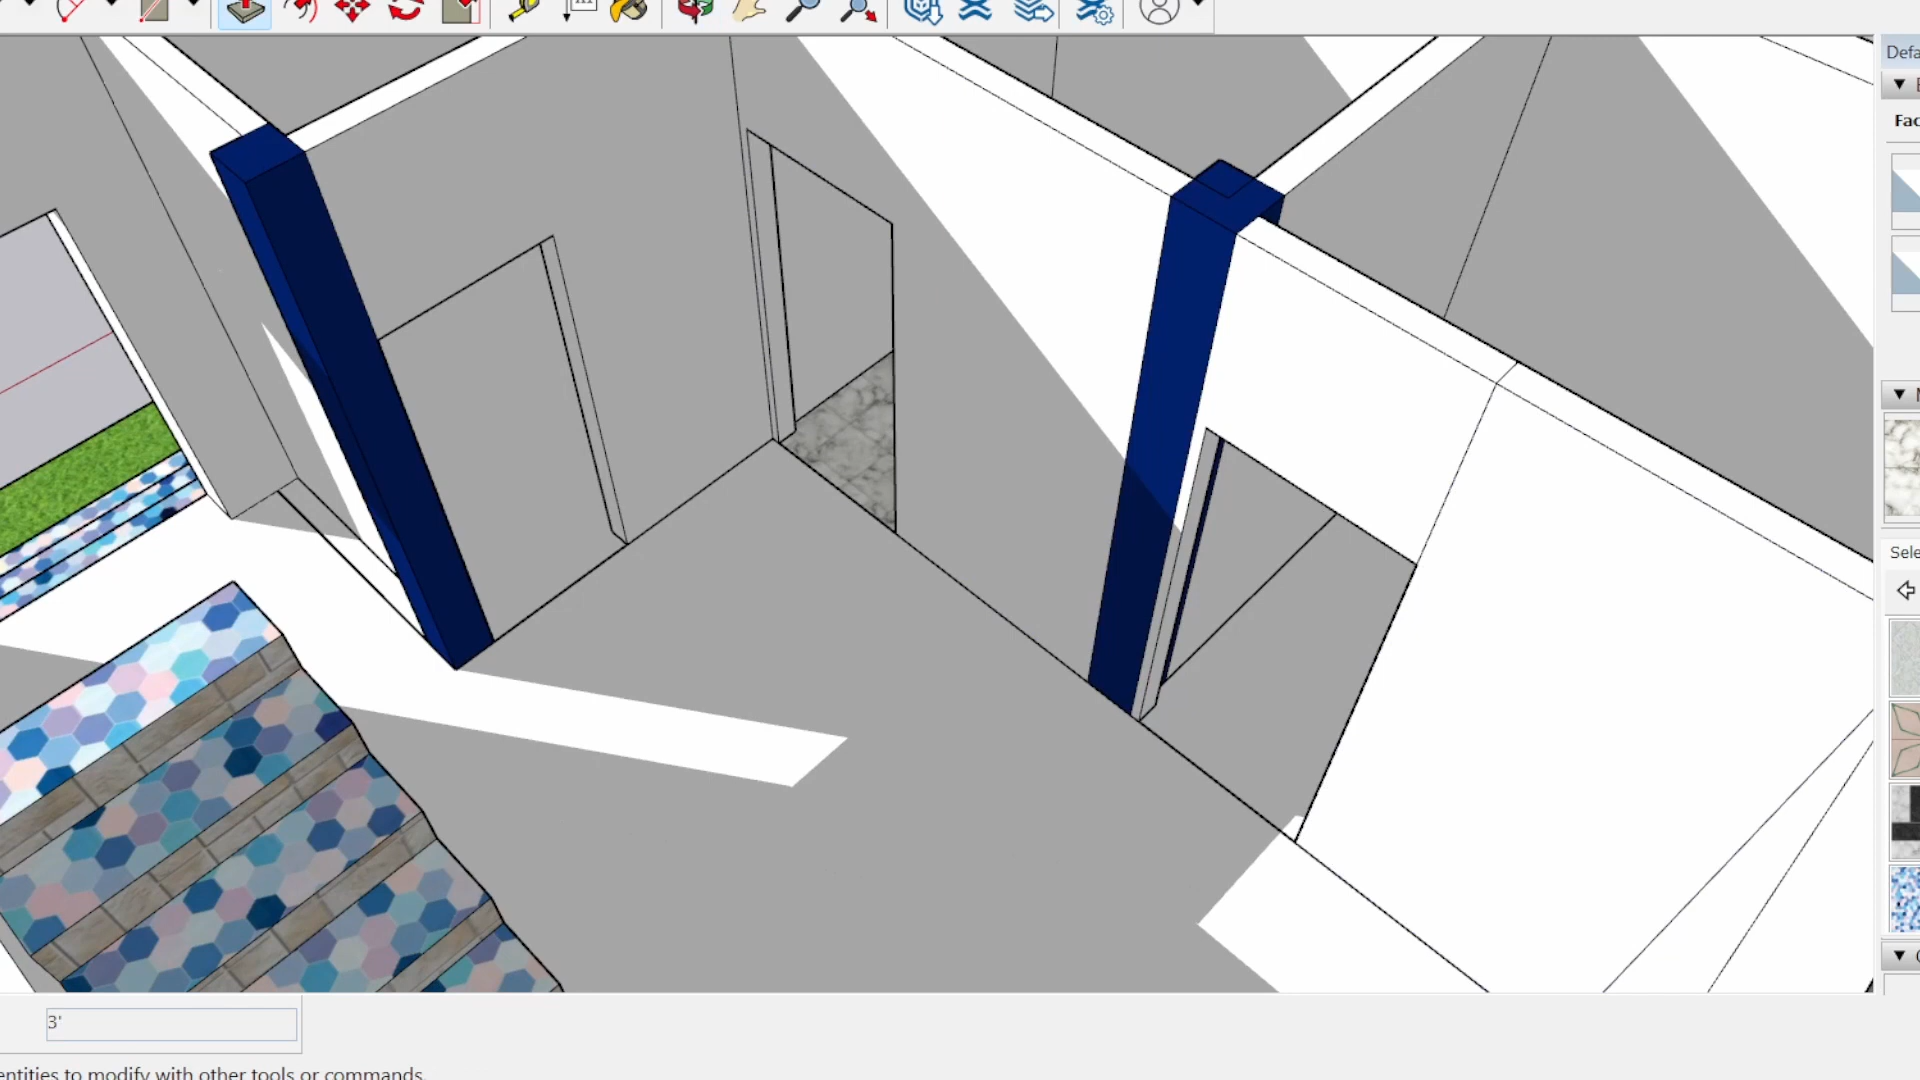 Defa
Fac
Sele
3'
entities to modify with other tools or commands.